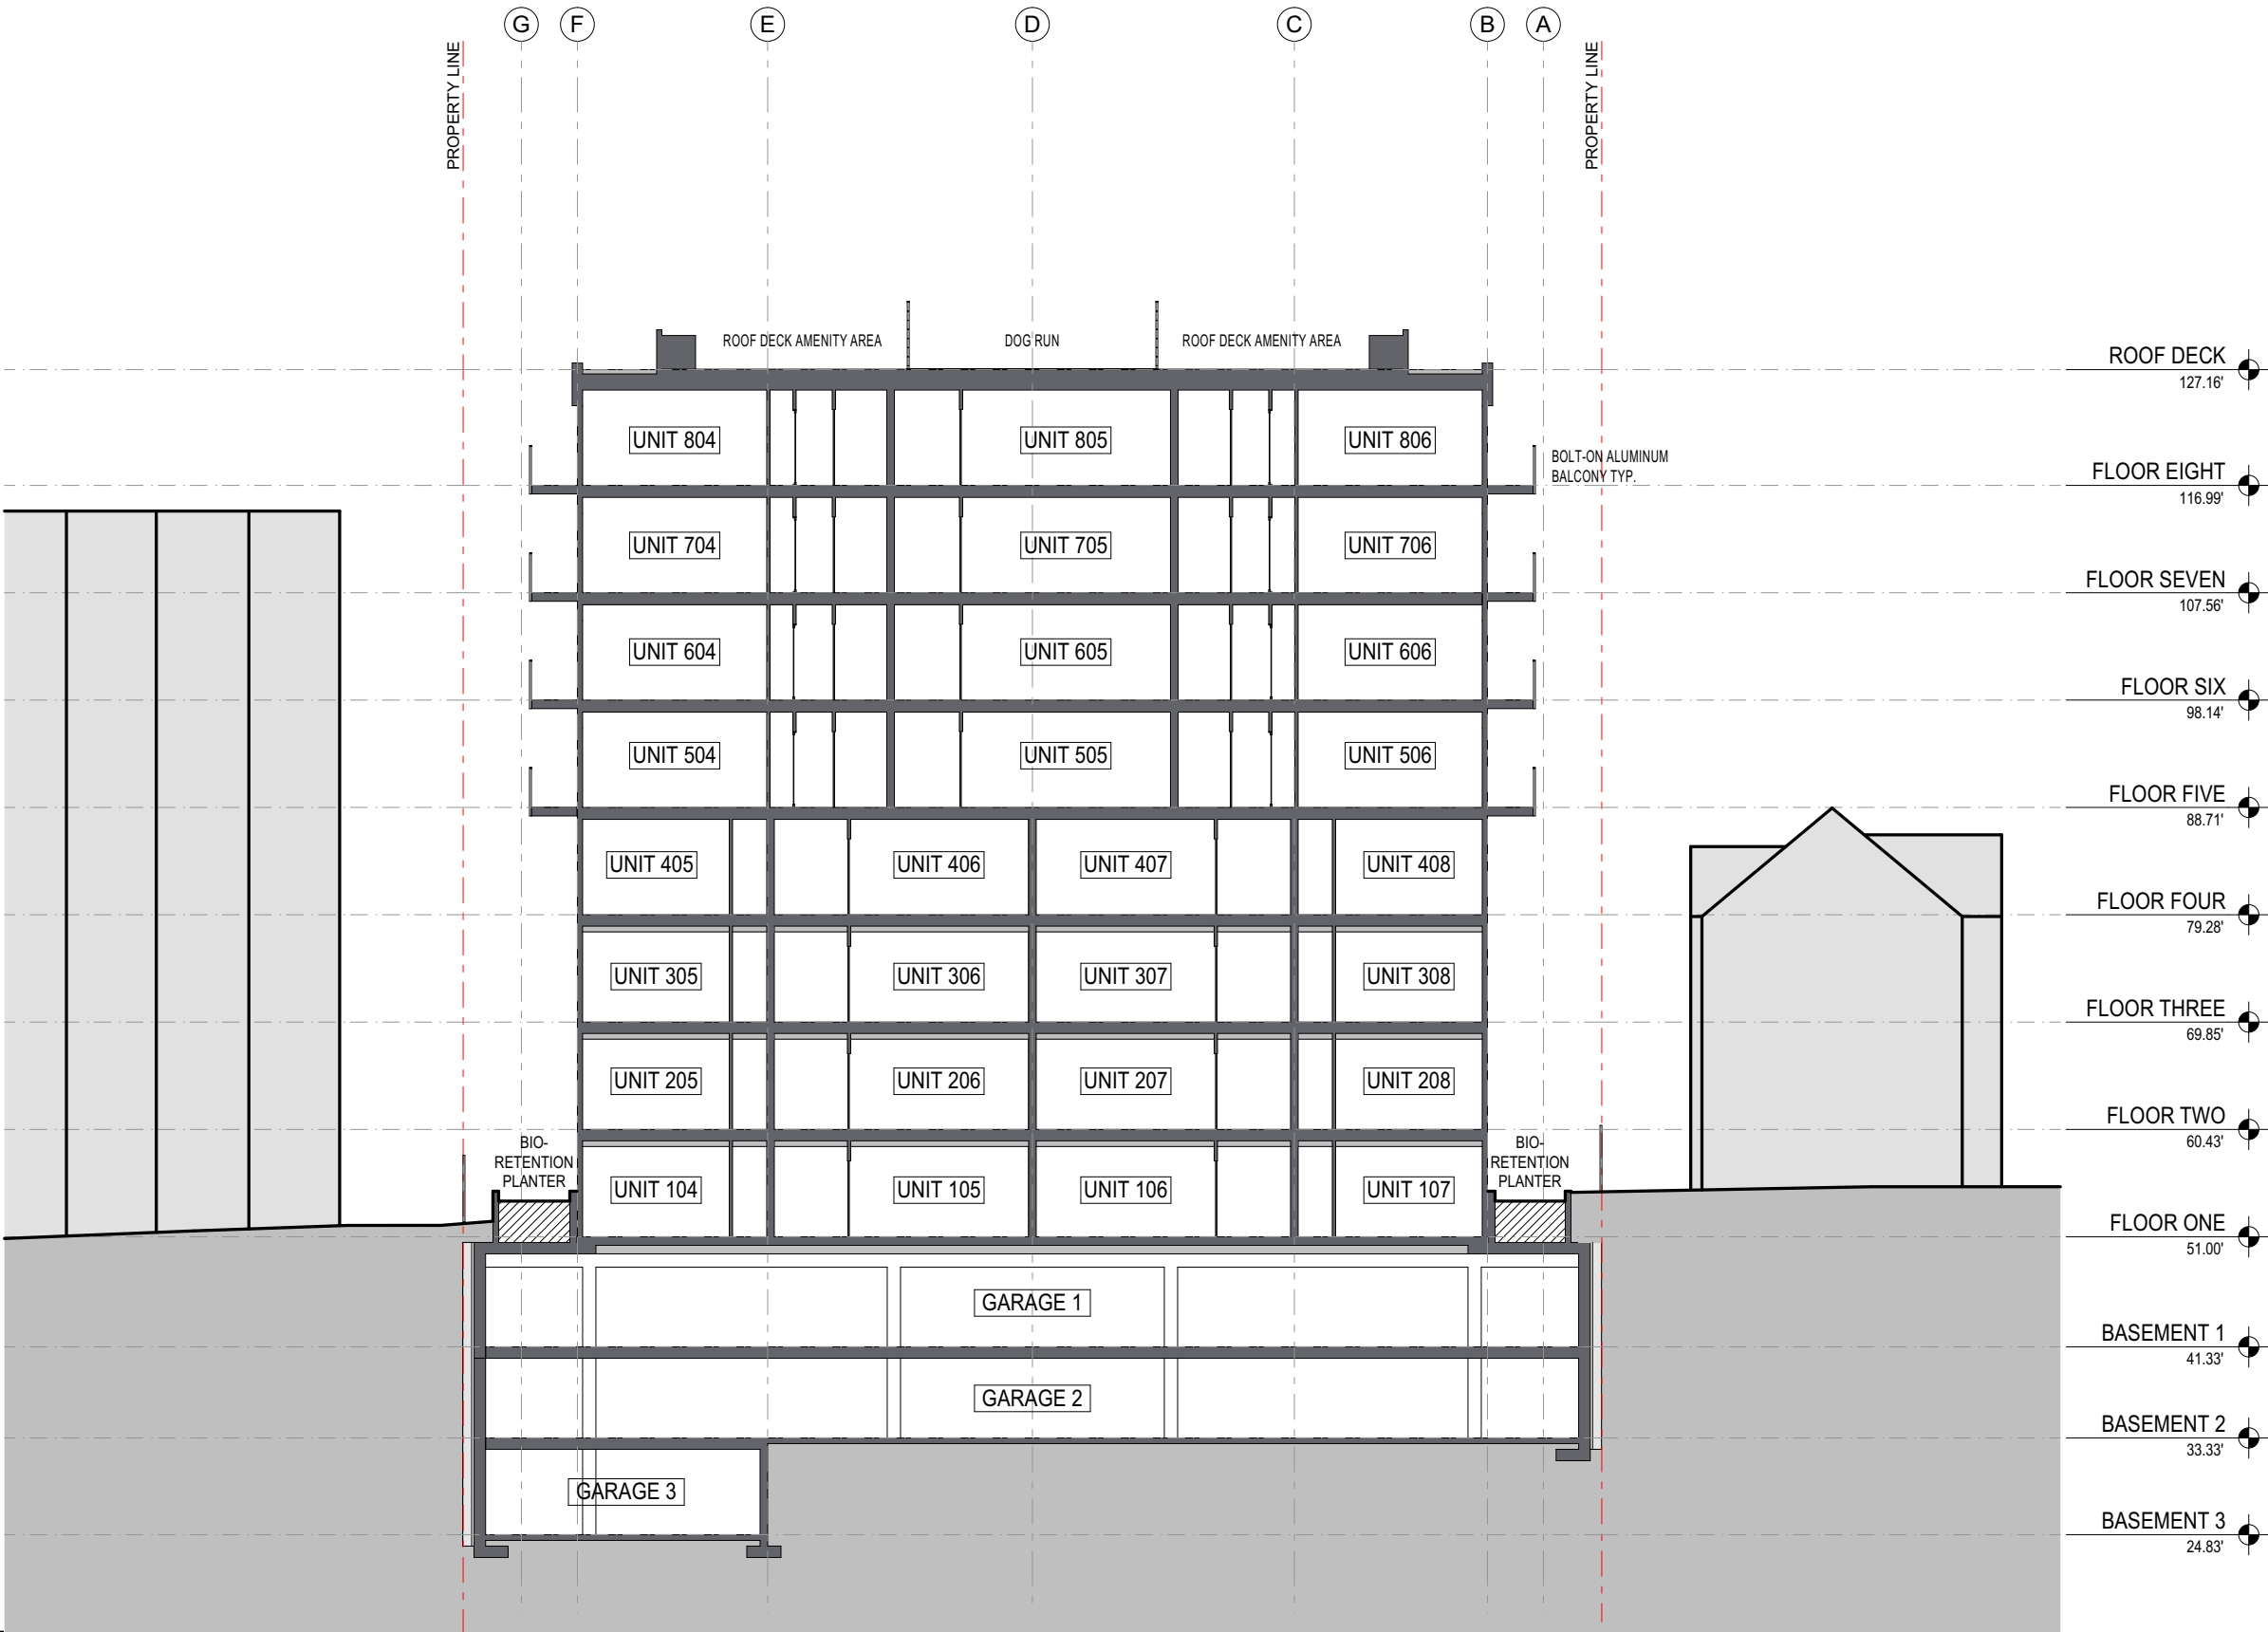 G F E D C B A
PROPERTY LINE
PROPERTY LINE
ROOF DECK AMENITY AREA
DOG RUN
ROOF DECK AMENITY AREA
ROOF DECK
127.16'
UNIT 804
UNIT 805
UNIT 806
BOLT-ON ALUMINUM
BALCONY TYP.
FLOOR EIGHT
116.99'
UNIT 704
UNIT 705
UNIT 706
FLOOR SEVEN
107.56'
UNIT 604
UNIT 605
UNIT 606
FLOOR SIX
98.14'
UNIT 504
UNIT 505
UNIT 506
FLOOR FIVE
88.71'
UNIT 405
UNIT 406
UNIT 407
UNIT 408
FLOOR FOUR
79.28'
UNIT 305
UNIT 306
UNIT 307
UNIT 308
FLOOR THREE
69.85'
UNIT 205
UNIT 206
UNIT 207
UNIT 208
FLOOR TWO
60.43'
BIO-
RETENTION
PLANTER
BIO-
RETENTION
PLANTER
UNIT 104
UNIT 105
UNIT 106
UNIT 107
FLOOR ONE
51.00'
GARAGE 1
BASEMENT 1
41.33'
GARAGE 2
BASEMENT 2
33.33'
GARAGE 3
BASEMENT 3
24.83'